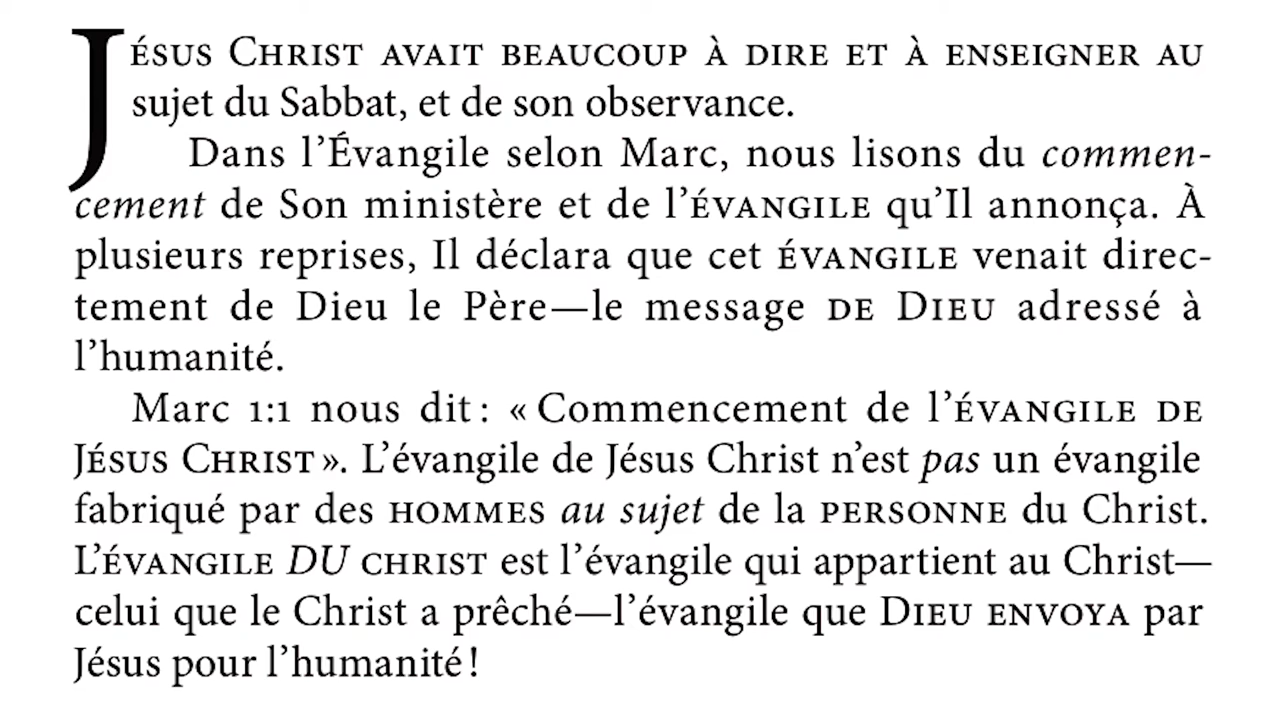 JÉSUS CHRIST AVAIT BEAUCOUP À DIRE ET À ENSEIGNER AU
sujet du Sabbat, et de son observance.
Dans l’Évangile selon Marc, nous lisons du commen-
cement de Son ministère et de l’ÉVANGILE qu’Il annonça. À
plusieurs reprises, Il déclara que cet ÉVANGILE venait direc-
tement de Dieu le Père—le message DE DIEU adressé à
l’humanité.
Marc 1:1 nous dit : « Commencement de l’ÉVANGILE DE
JÉSUS CHRIST ». L’évangile de Jésus Christ n’est pas un évangile
fabriqué par des HOMMES au sujet de la PERSONNE du Christ.
L’ÉVANGILE DU CHRIST est l’évangile qui appartient au Christ—
celui que le Christ a prêché—l’évangile que DIEU ENVOYA par
Jésus pour l’humanité !